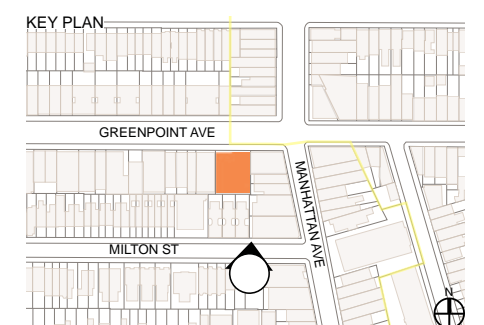 KEY PLAN
GREENPOINT AVE
MANHATTAN AVE
MILTON ST
N